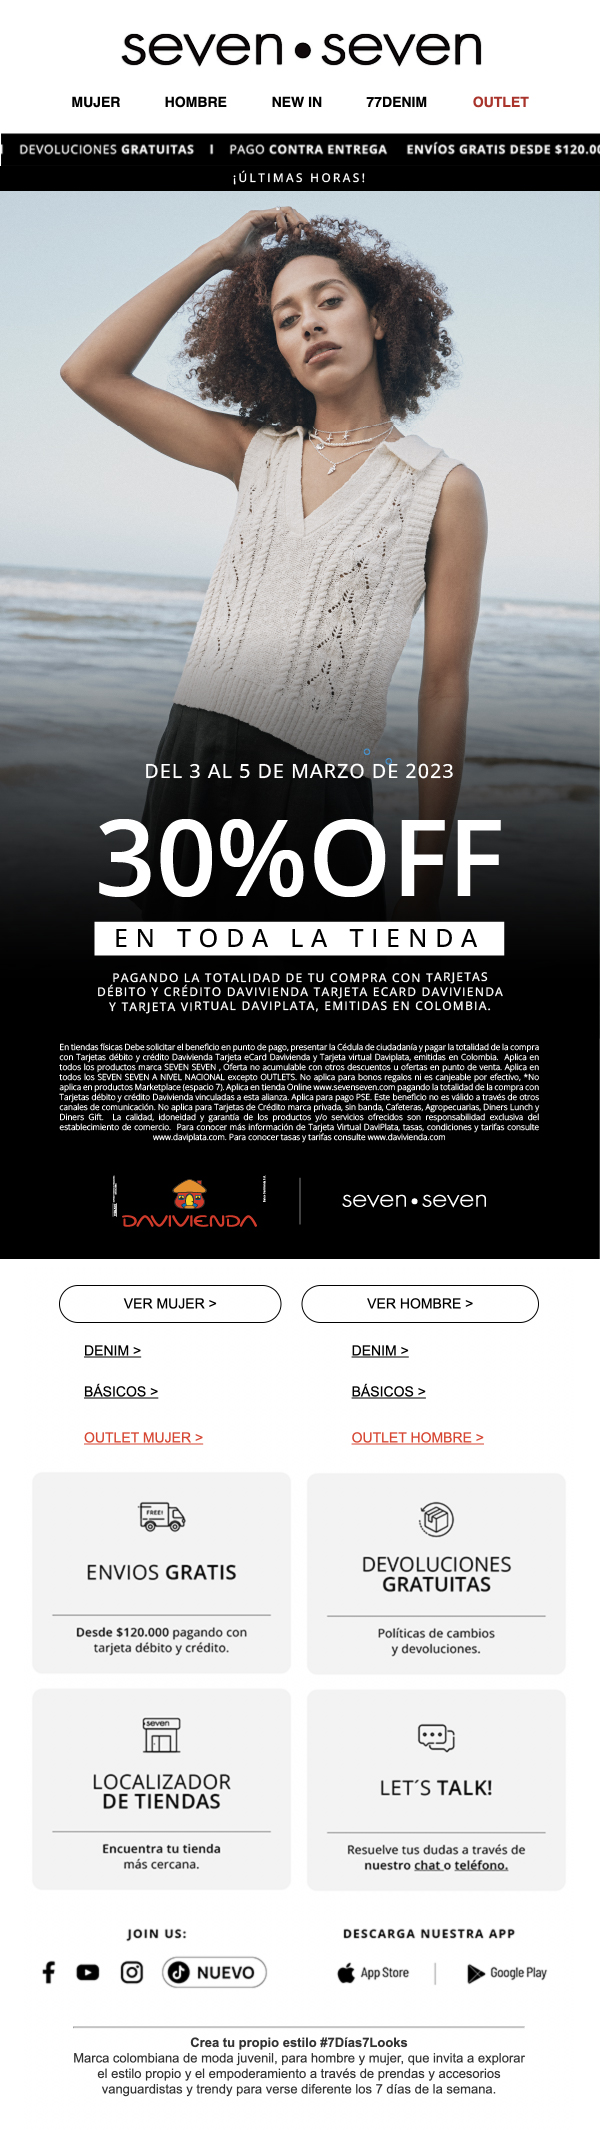 seven•seven
MUJER HOMBRE NEW IN 77DENIM OUTLET
DEVOLUCIONES GRATUITAS I PAGO CONTRA ENTREGA ENVÍOS GRATIS DESDE $120.00
¡ÚLTIMAS HORAS!
DEL 3 AL 5 DE MARZO DE 2023
30%OFF
EN TODA LA TIENDA
PAGANDO LA TOTALIDAD DE TU COMPRA CON TARJETAS
DÉBITO Y CRÉDITO DAVIVIENDA TARJETA ECARD DAVIVIENDA
Y TARJETA VIRTUAL DAVIPLATA, EMITIDAS EN COLOMBIA.
En tiendas físicas Debe solicitar el beneficio en punto de pago, presentar la Cédula de ciudadanía y pagar la totalidad de la compra
con Tarjetas débito y crédito Davivienda Tarjeta eCard Davivienda y Tarjeta virtual Daviplata, emitidas en Colombia. Aplica en
todos los productos marca SEVEN SEVEN , Oferta no acumulable con otros descuentos u ofertas en punto de venta. Aplica en
todos los SEVEN SEVEN A NIVEL NACIONAL excepto OUTLETS. No aplica para bonos regalos ni es canjeable por efectivo, *No
aplica en productos Marketplace (espacio 7). Aplica en tienda Online www.sevenseven.com pagando la totalidad de la compra con
Tarjetas débito y crédito Davivienda vinculadas a esta alianza. Aplica para pago PSE. Este beneficio no es válido a través de otros
canales de comunicación. No aplica para Tarjetas de Crédito marca privada, sin banda, Cafeteras, Agropecuarias, Diners Lunch y
Diners Gift. La calidad, idoneidad y garantía de los productos y/o servicios ofrecidos son responsabilidad exclusiva del
establecimiento de comercio. Para conocer más información de Tarjeta Virtual DaviPlata, tasas, condiciones y tarifas consulte
www.daviplata.com. Para conocer tasas y tarifas consulte www.davivienda.com
DAVIVIENDA seven•seven
VER MUJER > VER HOMBRE >
DENIM > DENIM >
BÁSICOS > BÁSICOS >
OUTLET MUJER > OUTLET HOMBRE >
FREE!
ENVIOS GRATIS
Desde $120.000 pagando con
tarjeta débito y crédito.
DEVOLUCIONES
GRATUITAS
Políticas de cambios
y devoluciones.
seven
LOCALIZADOR
DE TIENDAS
Encuentra tu tienda
más cercana.
LET´S TALK!
Resuelve tus dudas a través de
nuestro chat o teléfono.
JOIN US: DESCARGA NUESTRA APP
NUEVO App Store Google Play
Crea tu propio estilo #7Días7Looks
Marca colombiana de moda juvenil, para hombre y mujer, que invita a explorar
el estilo propio y el empoderamiento a través de prendas y accesorios
vanguardistas y trendy para verse diferente los 7 días de la semana.